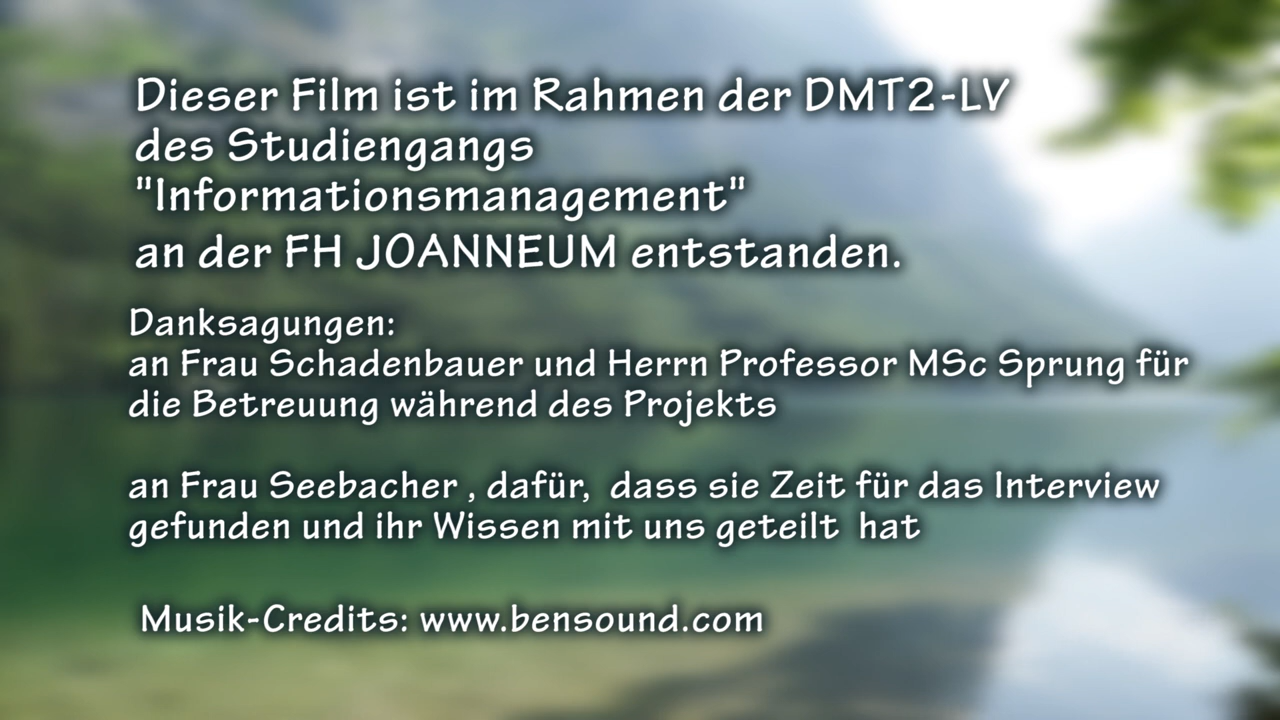 Dieser Film ist im Rahmen der DMT2-LV
des Studiengangs
"Informationsmanagement"
an der FH JOANNEUM entstanden.
Danksagungen:
an Frau Schadenbauer und Herrn Professor MSc Sprung für
die Betreuung während des Projekts
an Frau Seebacher , dafür,  dass sie Zeit für das Interview
gefunden und ihr Wissen mit uns geteilt  hat
Musik-Credits: www.bensound.com